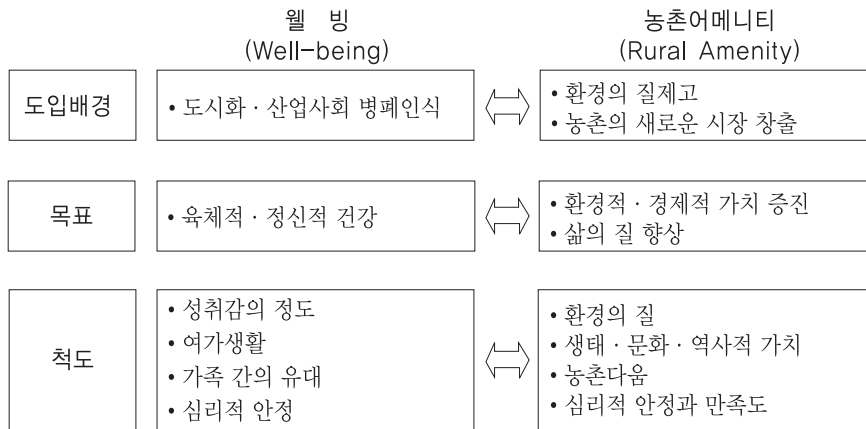 웰 빙
(Well-being)
농촌어메니티
(Rural Amenity)
도입배경
• 도시화 · 산업사회 병폐인식
• 환경의 질제고
• 농촌의 새로운 시장 창출
목표
• 육체적 · 정신적 건강
• 환경적 · 경제적 가치 증진
• 삶의 질 향상
척도
• 성취감의 정도
• 여가생활
• 가족 간의 유대
• 심리적 안정
• 환경의 질
• 생태 · 문화 · 역사적 가치
• 농촌다움
• 심리적 안정과 만족도